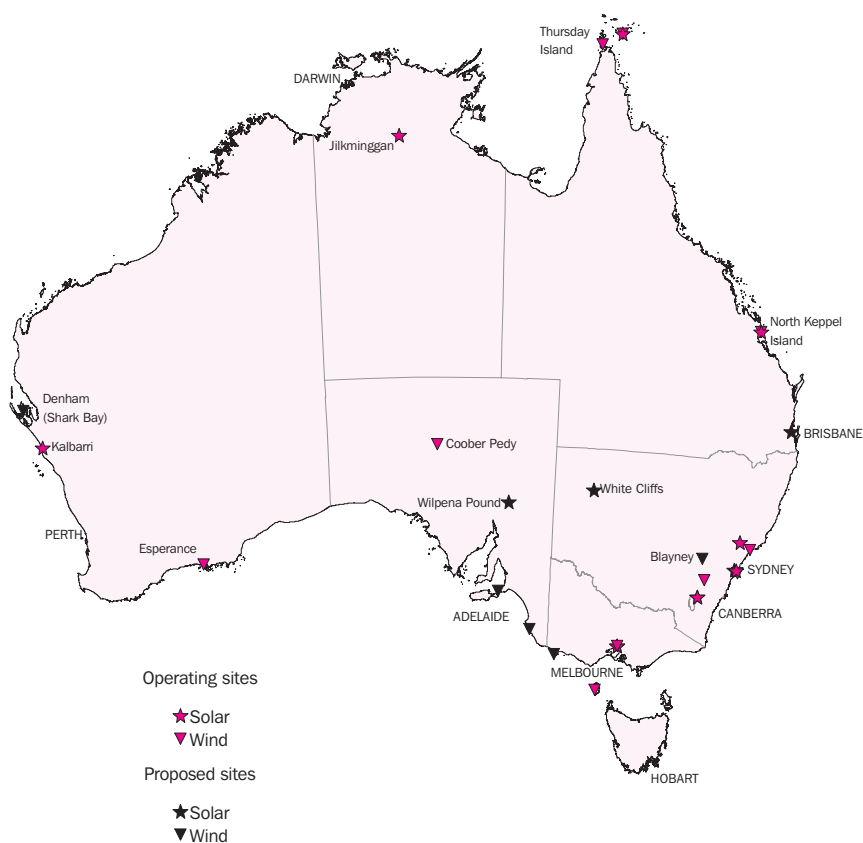 Thursday
Island
DARWIN
Jilkminggan
North Keppel
Island
Denham
(Shark Bay)
BRISBANE
Kalbarri
Coober Pedy
White Cliffs
Wilpena Pound
PERTH
Esperance
Blayney
SYDNEY
ADELAIDE
CANBERRA
MELBOURNE
Operating sites
Solar
Wind
Proposed sites
HOBART
Solar
Wind